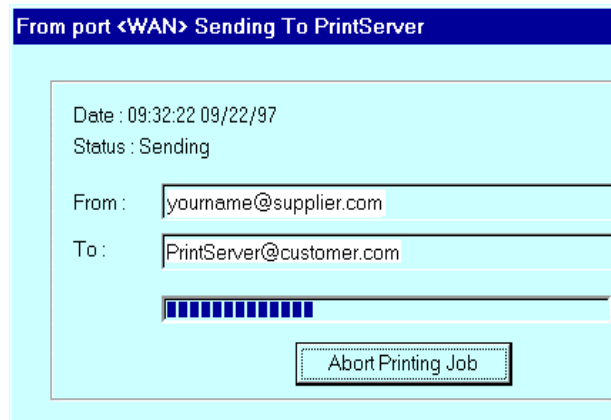 From port <WAN> Sending To PrintServer
Date : 09:32:22 09/22/97
Status : Sending
From : yourname@supplier.com
To : PrintServer@customer.com
Abort Printing Job